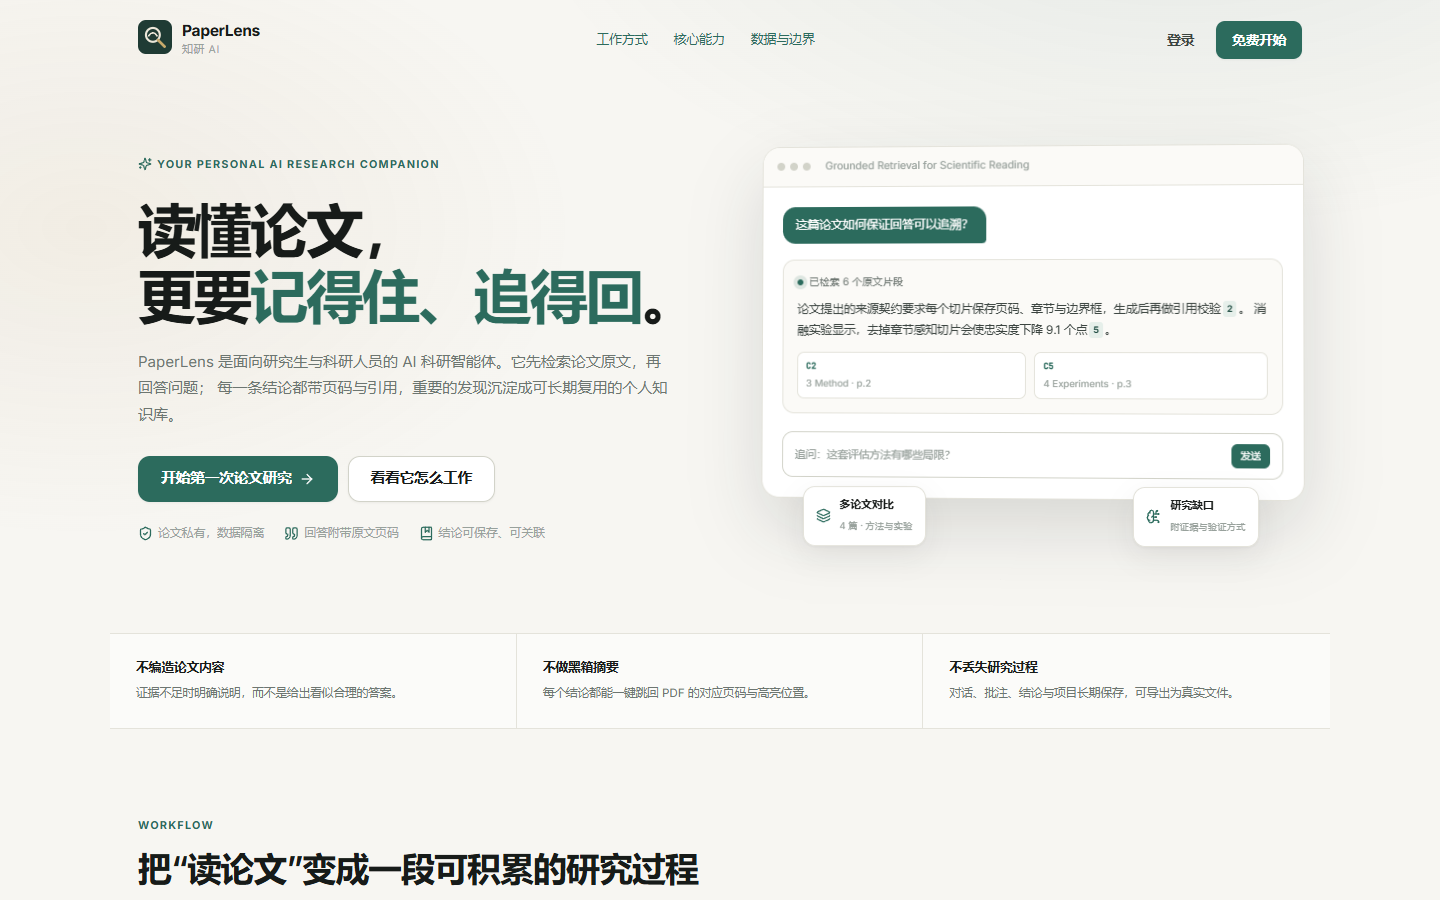 PaperLens
知研 AI
工作方式
核心能力
数据与边界
登录
免费开始
YOUR PERSONAL AI RESEARCH COMPANION
读懂论文，
更要记得住、追得回。
PaperLens 是面向研究生与科研人员的 AI 科研智能体。它先检索论文原文，再
回答问题； 每一条结论都带页码与引用，重要的发现沉淀成可长期复用的个人知
识库。
开始第一次论文研究 →
看看它怎么工作
论文私有，数据隔离
回答附带原文页码
结论可保存、可关联
Grounded Retrieval for Scientific Reading
这篇论文如何保证回答可以追溯？
已检索 6 个原文片段
论文提出的来源契约要求每个切片保存页码、章节与边界框，生成后再做引用校验 2 。 消
融实验显示，去掉章节感知切片会使忠实度下降 9.1 个点 5 。
C2
3 Method · p.2
C5
4 Experiments · p.3
追问：这套评估方法有哪些局限？
发送
多论文对比
4 篇 · 方法与实验
研究缺口
附证据与验证方式
不编造论文内容
证据不足时明确说明，而不是给出看似合理的答案。
不做黑箱摘要
每个结论都能一键跳回 PDF 的对应页码与高亮位置。
不丢失研究过程
对话、批注、结论与项目长期保存，可导出为真实文件。
WORKFLOW
把“读论文”变成一段可积累的研究过程